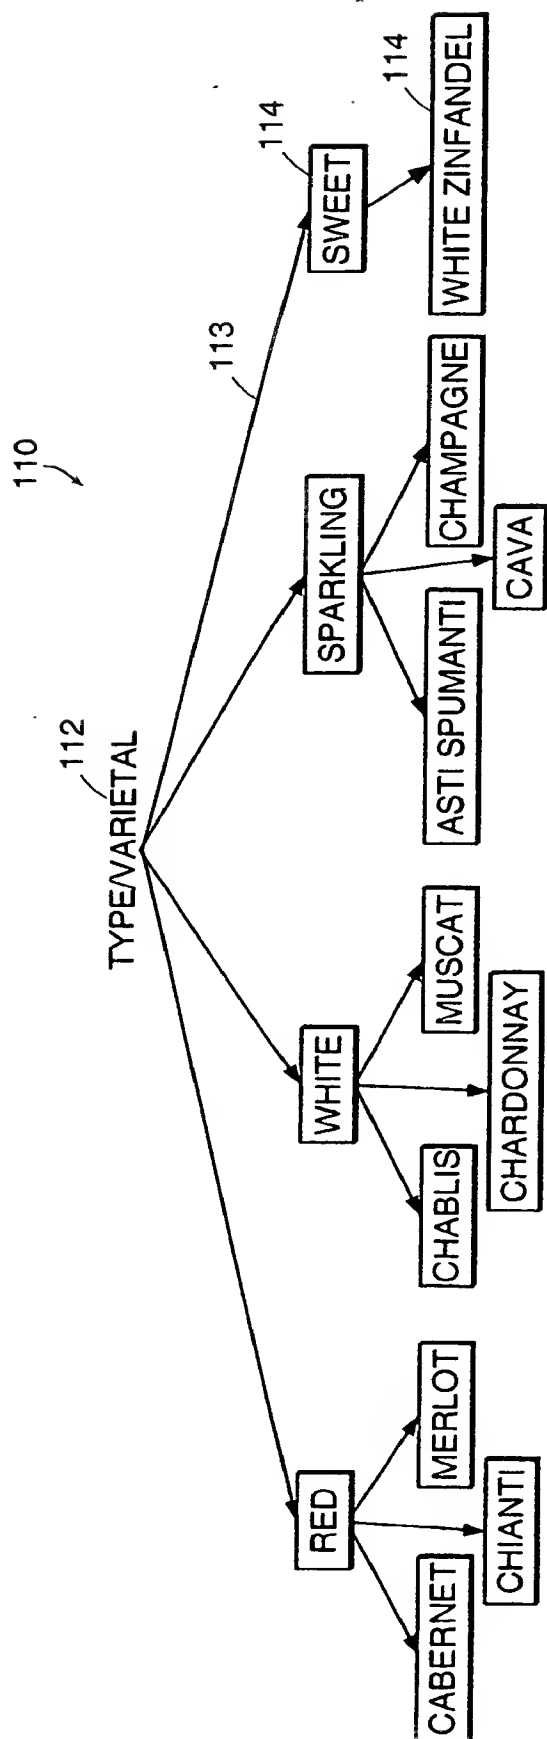 110
TYPE/VARIETAL 112
113
RED
WHITE
SPARKLING
SWEET 114
CABERNET
MERLOT
CHIANTI
CHABLIS
MUSCAT
CHARDONNAY
ASTI SPUMANTI
CHAMPAGNE
CAVA
WHITE ZINFANDEL 114